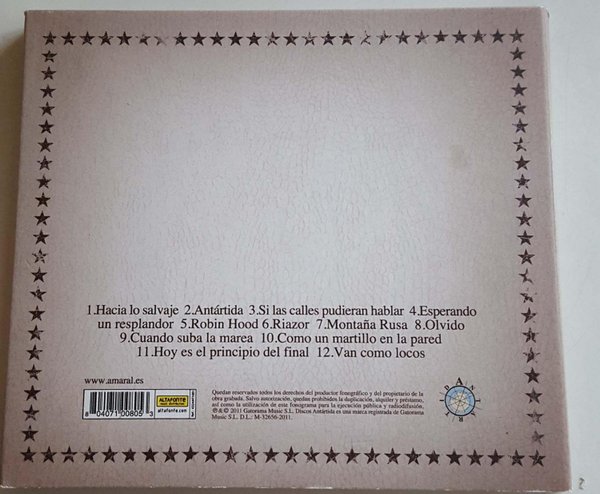 1.Hacia lo salvaje 2.Antártida 3.Si las calles pudieran hablar 4.Esperando
un resplandor 5.Robin Hood 6.Riazor 7.Montaña Rusa 8.Olvido
9.Cuando suba la marea 10.Como un martillo en la pared
11.Hoy es el principio del final 12.Van como locos
www.amaral.es
8 04071 00805 3
ALTAFONTE
altafonte.com
Quedan reservados todos los derechos del productor fonográfico y del propietario de la
obra grabada. Salvo autorización, quedan prohibidos la duplicación, alquiler y préstamo,
así como la utilización de este fonograma para la ejecución pública y radiodifusión.
℗ & © 2011 Gatorama Music S.L. Discos Antártida es una marca registrada de Gatorama
Music S.L. D.L.: M-32656-2011.